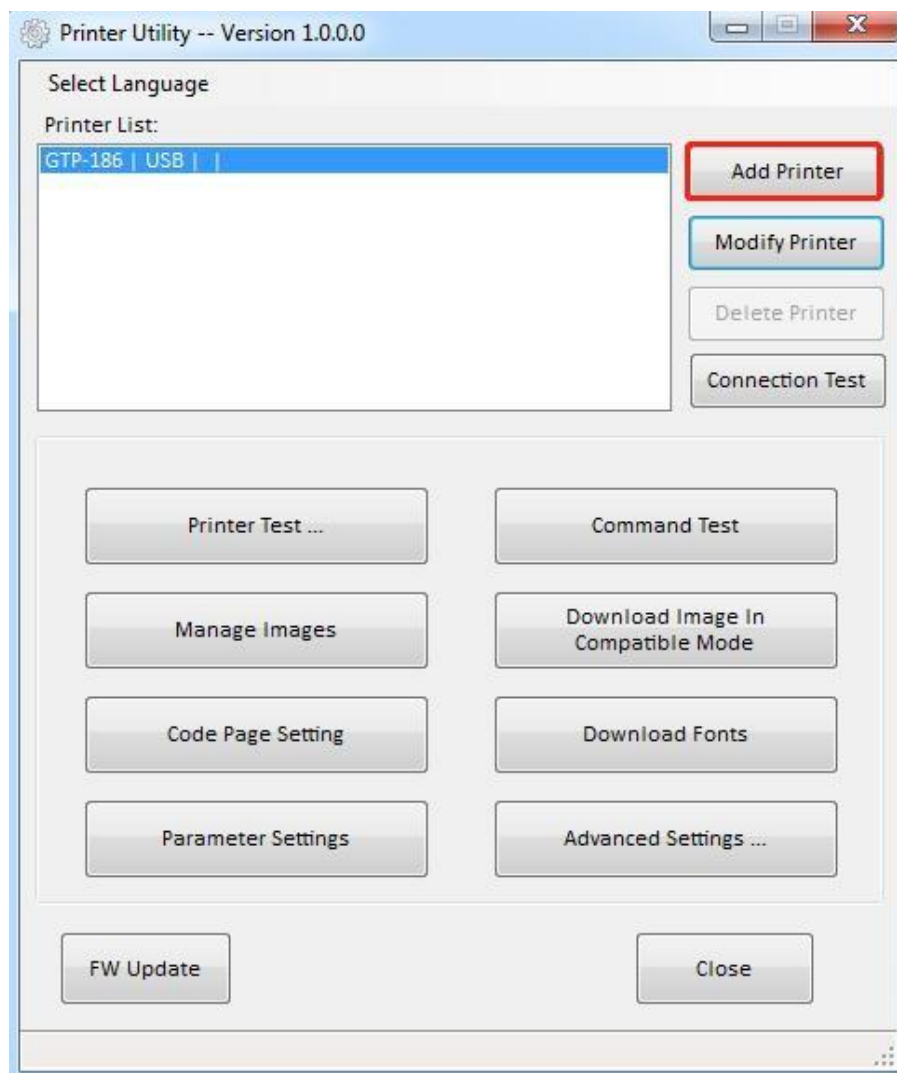 Printer Utility -- Version 1.0.0.0
Select Language
Printer List:
GTP-186 | USB | |
Add Printer
Modify Printer
Delete Printer
Connection Test
Printer Test ...
Command Test
Manage Images
Download Image In
Compatible Mode
Code Page Setting
Download Fonts
Parameter Settings
Advanced Settings ...
FW Update
Close